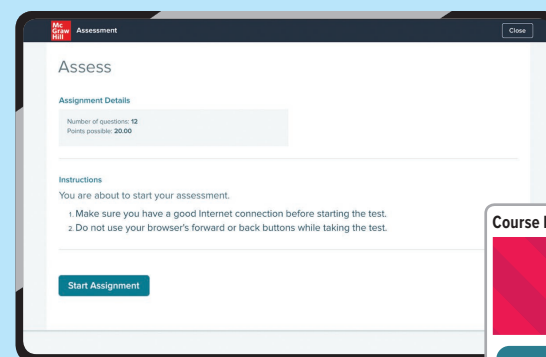 Mc
Graw
Hill
Assessment
Close
Assess
Assignment Details
Number of questions: 12
Points possible: 20.00
Instructions
You are about to start your assessment.
1. Make sure you have a good Internet connection before starting the test.
2. Do not use your browser's forward or back buttons while taking the test.
Course
Start Assignment